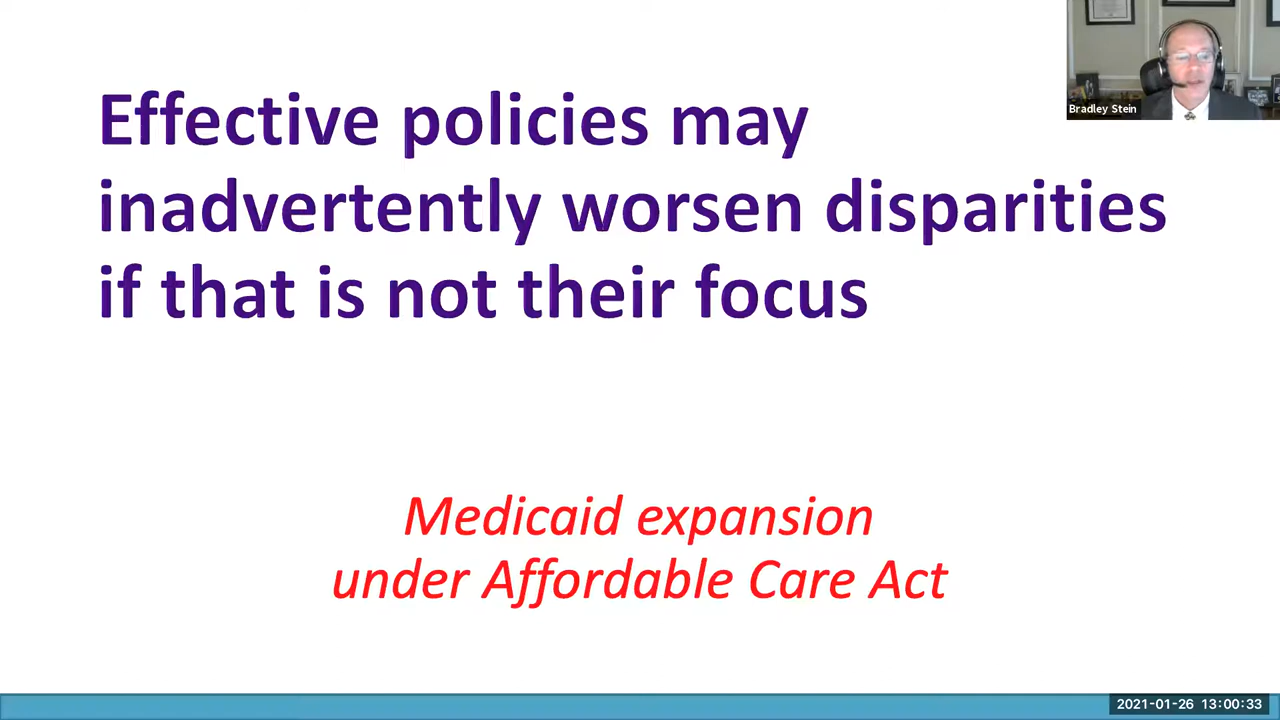 Bradley Stein
Effective policies may
inadvertently worsen disparities
if that is not their focus
Medicaid expansion
under Affordable Care Act
2021-01-26 13:00:33